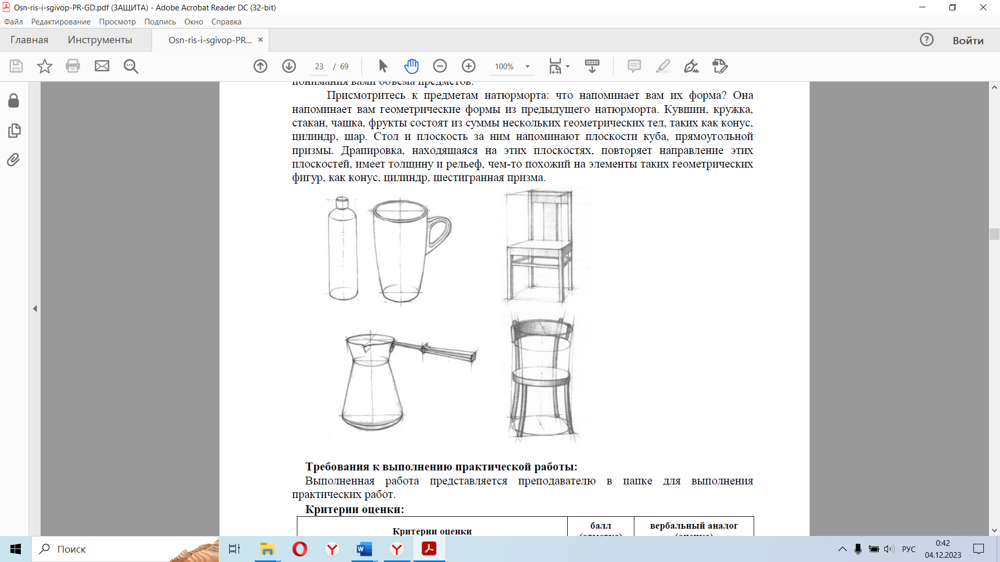 Osn-ris-i-sgivop-PR-GD.pdf (ЗАЩИТА) - Adobe Acrobat Reader DC (32-bit)
Файл Редактирование Просмотр Подпись Окно Справка
Главная Инструменты Osn-ris-i-sgivop-PR... × Войти
23 / 69 100%
понимания вами объема предметов.
Присмотритесь к предметам натюрморта: что напоминает вам их форма? Она
напоминает вам геометрические формы из предыдущего натюрморта. Кувшин, кружка,
стакан, чашка, фрукты состоят из суммы нескольких геометрических тел, таких как конус,
цилиндр, шар. Стол и плоскость за ним напоминают плоскости куба, прямоугольной
призмы. Драпировка, находящаяся на этих плоскостях, повторяет направление этих
плоскостей, имеет толщину и рельеф, чем-то похожий на элементы таких геометрических
фигур, как конус, цилиндр, шестигранная призма.
Требования к выполнению практической работы:
Выполненная работа представляется преподавателю в папке для выполнения
практических работ.
Критерии оценки:
Критерии оценки
балл
(отметка)
вербальный аналог
(оценка)
Поиск
РУС
0:42
04.12.2023